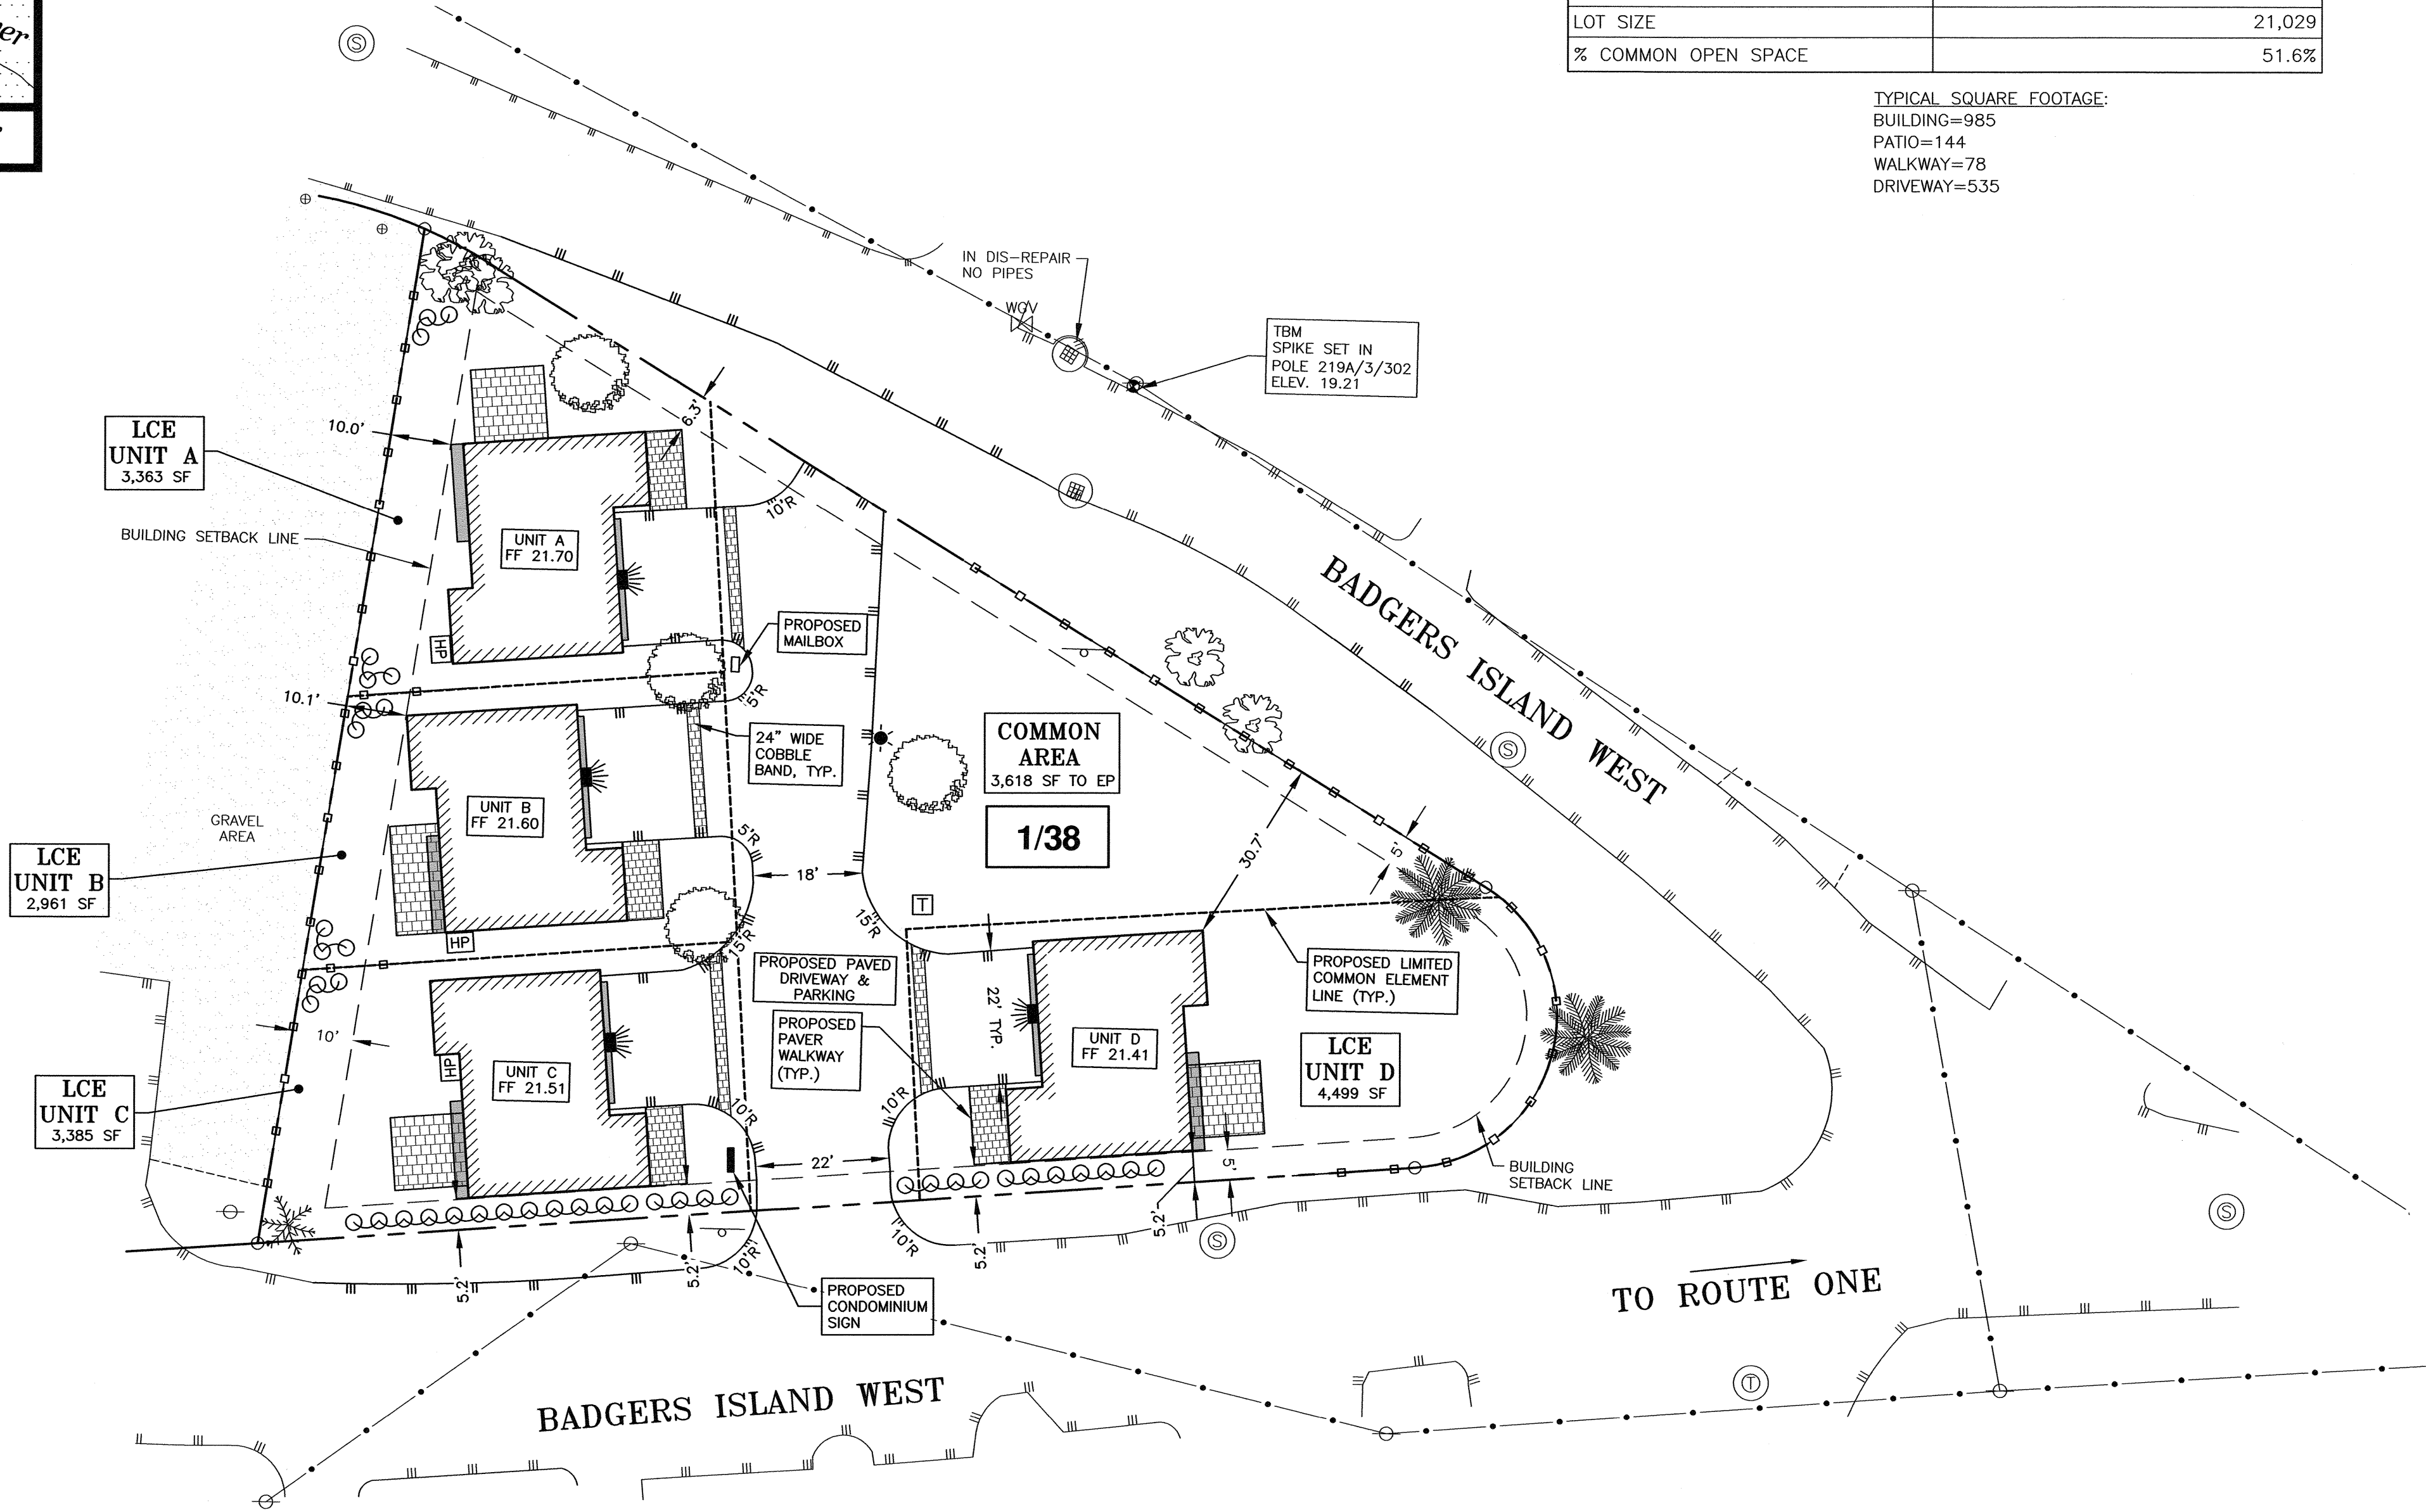 LOT SIZE 21,029
% COMMON OPEN SPACE 51.6%
TYPICAL SQUARE FOOTAGE:
BUILDING=985
PATIO=144
WALKWAY=78
DRIVEWAY=535
Ⓢ
IN DIS-REPAIR
NO PIPES
WGV
TBM
SPIKE SET IN
POLE 219A/3/302
ELEV. 19.21
6.3'
10.0'
LCE
UNIT A
3,363 SF
BUILDING SETBACK LINE
UNIT A
FF 21.70
10'R
HP
PROPOSED
MAILBOX
BADGERS ISLAND WEST
10.1'
5'R
24" WIDE
COBBLE
BAND, TYP.
COMMON
AREA
3,618 SF TO EP
1/38
Ⓢ
GRAVEL
AREA
UNIT B
FF 21.60
5'R
18'
30.7'
5'
LCE
UNIT B
2,961 SF
HP
15'R
15'R
T
PROPOSED PAVED
DRIVEWAY &
PARKING
PROPOSED LIMITED
COMMON ELEMENT
LINE (TYP.)
10'
PROPOSED
PAVER
WALKWAY
(TYP.)
22' TYP.
UNIT D
FF 21.41
LCE
UNIT D
4,499 SF
HP
UNIT C
FF 21.51
LCE
UNIT C
3,385 SF
10'R
10'R
22'
5'
BUILDING
SETBACK LINE
5.2'
5.2'
10'R
10'R
5.2'
5.2'
Ⓢ
Ⓢ
PROPOSED
CONDOMINIUM
SIGN
TO ROUTE ONE
Ⓣ
BADGERS ISLAND WEST